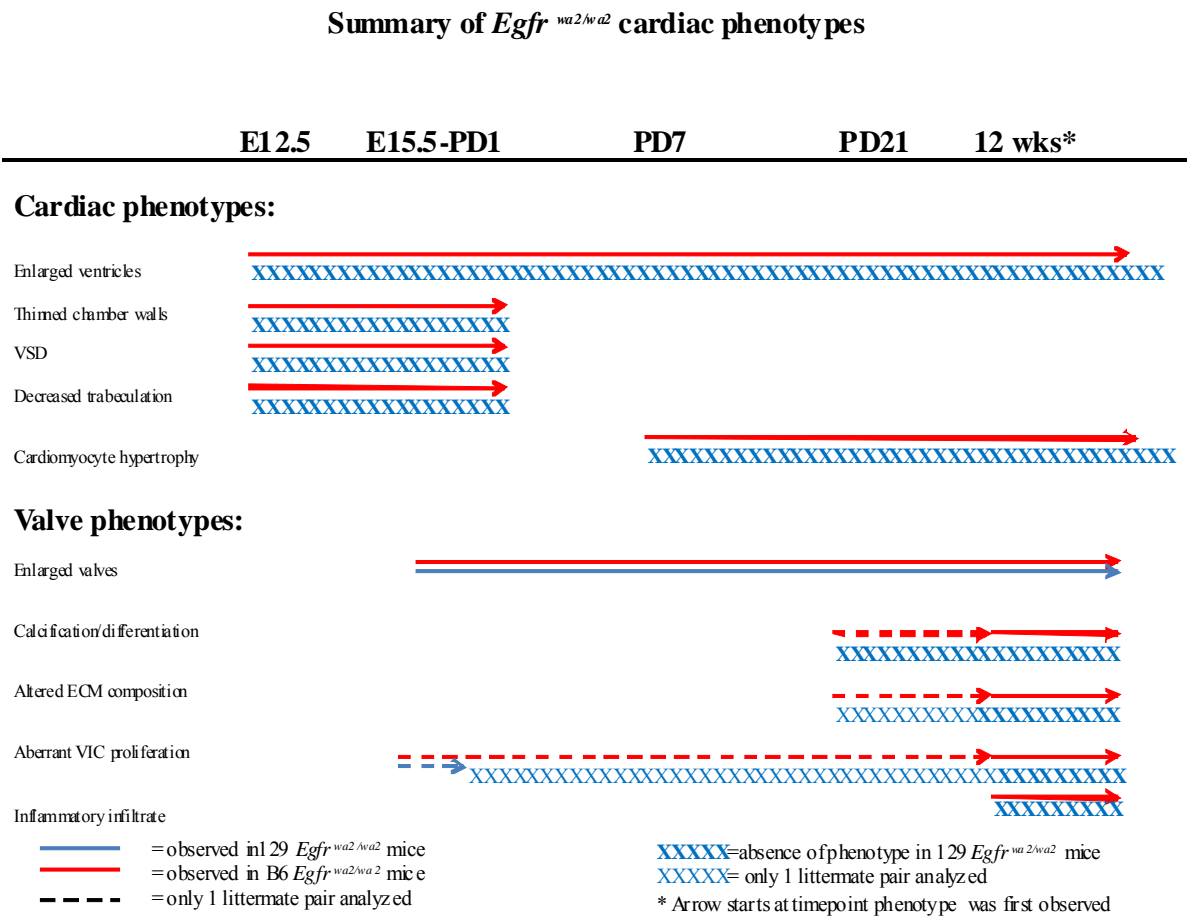 Summary of Egfr wa2/wa2 cardiac phenotypes
E12.5 E15.5-PD1 PD7 PD21 12 wks*
Cardiac phenotypes:
Enlarged ventricles
XXXXXXXXXXXXXXXXXXXXXXXXXXXXXXXXXXXXXXXXXXXXXXXXXXXXXXXXXXXXXXXX
Thinned chamber walls
XXXXXXXXXXXXXXXXXX
VSD
XXXXXXXXXXXXXXXXXX
Decreased trabeculation
XXXXXXXXXXXXXXXXXX
Cardiomyocyte hypertrophy
XXXXXXXXXXXXXXXXXXXXXXXXXXXXXXXXXXXXX
Valve phenotypes:
Enlarged valves
Calcification/differentiation
XXXXXXXXXXXXXXXXXXXX
Altered ECM composition
XXXXXXXXXXXXXXXXXXXX
Aberrant VIC proliferation
XXXXXXXXXXXXXXXXXXXXXXXXXXXXXXXXXXXXXXXXXXXXXX
Inflammatory infiltrate
XXXXXXXXX
= observed in129 Egfr wa2/wa2 mice
= observed in B6 Egfr wa2/wa2 mice
= only 1 littermate pair analyzed
XXXXX=absence of phenotype in 129 Egfr wa2/wa2 mice
XXXXX= only 1 littermate pair analyzed
* Arrow starts at timepoint phenotype was first observed